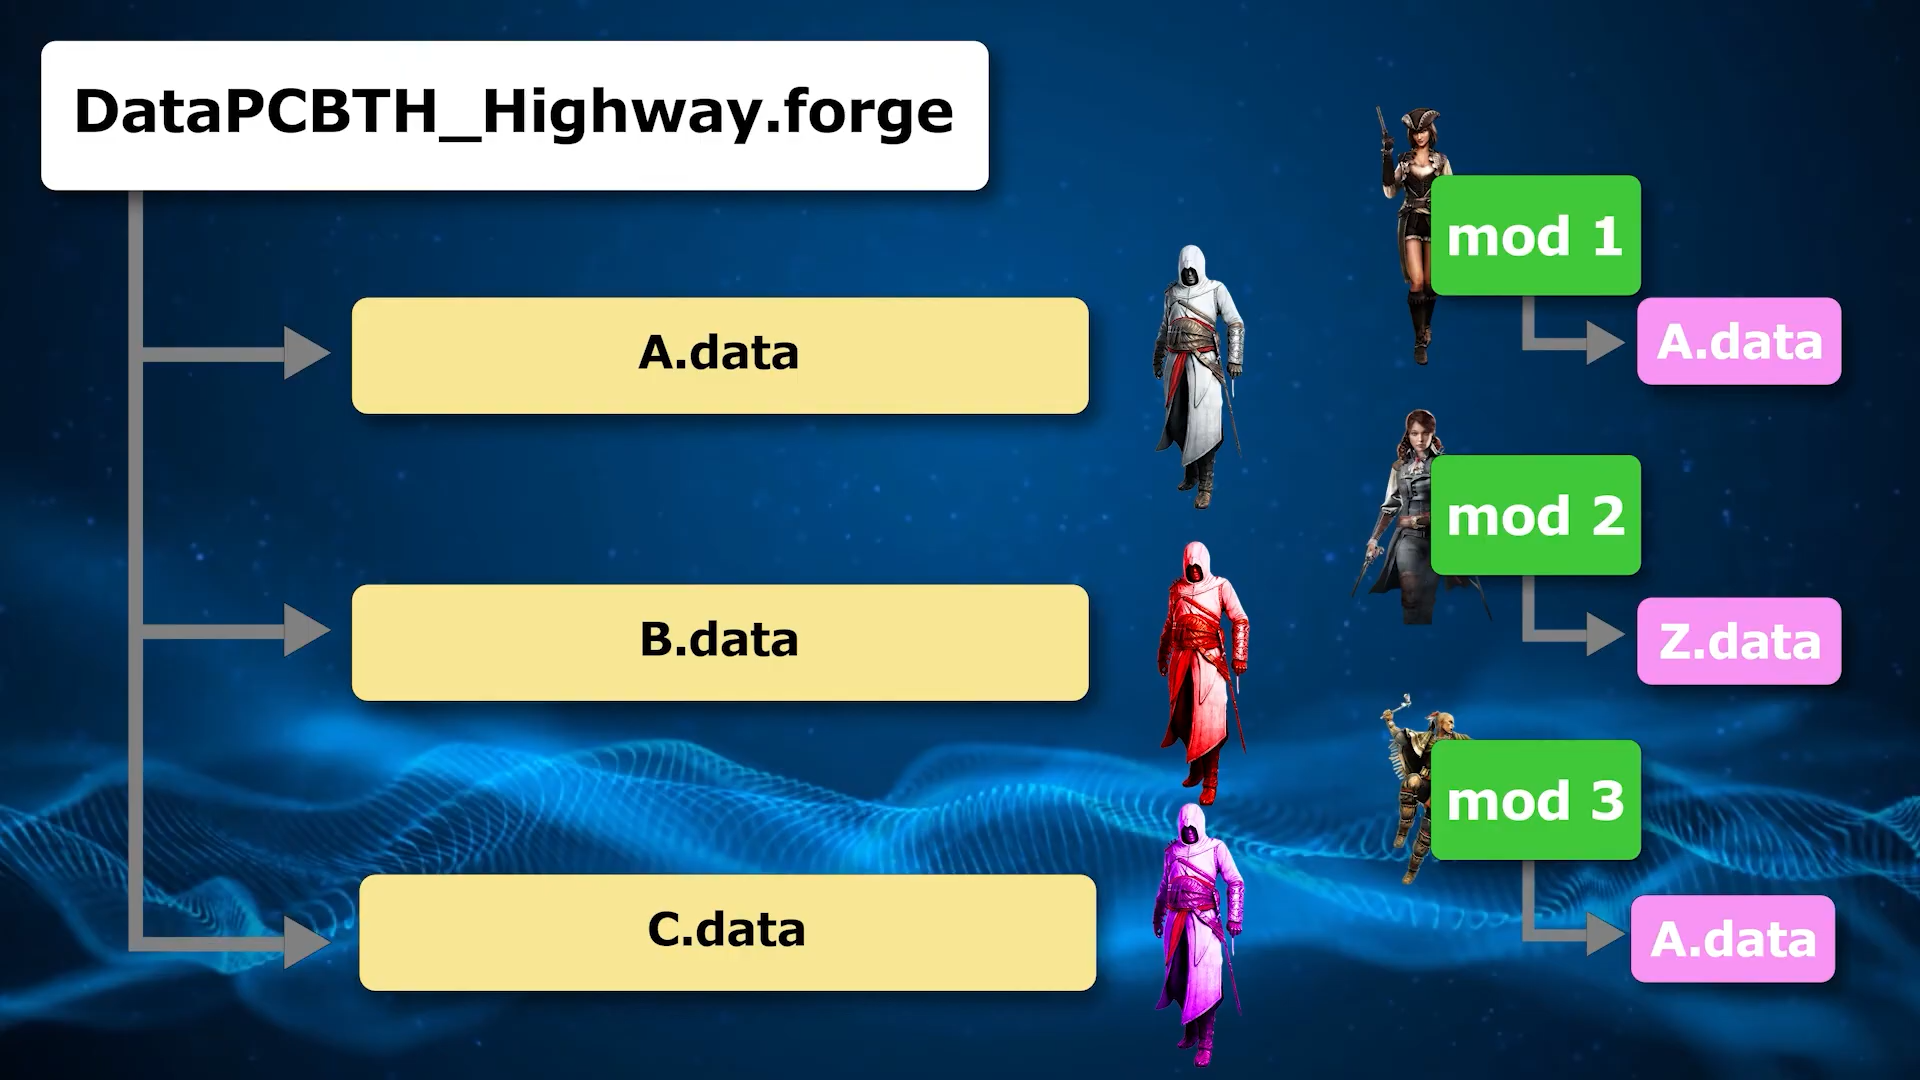 DataPCBTH_Highway.forge
A.data
B.data
C.data
mod 1
A.data
mod 2
Z.data
mod 3
A.data